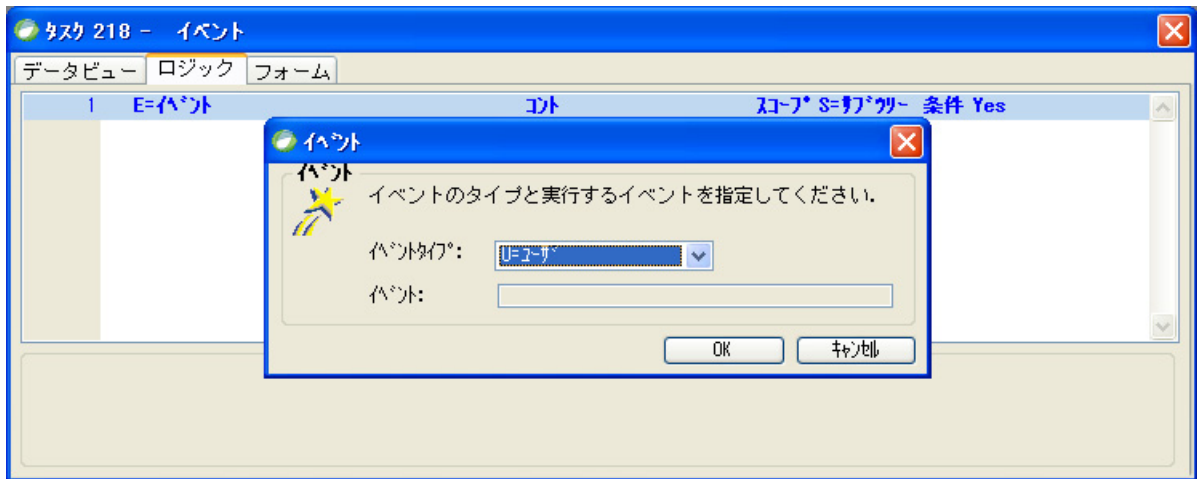 ﾀｽｸ 218 - イベント
データビュー ロジック フォーム
1 E=ｲﾍﾞﾝﾄ ｺﾝﾄ ｽｺｰﾌﾟ S=ｻﾌﾞﾂﾘｰ 条件 Yes
ｲﾍﾞﾝﾄ
ｲﾍﾞﾝﾄ
イベントのタイプと実行するイベントを指定してください.
ｲﾍﾞﾝﾄﾀｲﾌﾟ: U=ﾕｰｻﾞ
ｲﾍﾞﾝﾄ:
OK ｷｬﾝｾﾙ